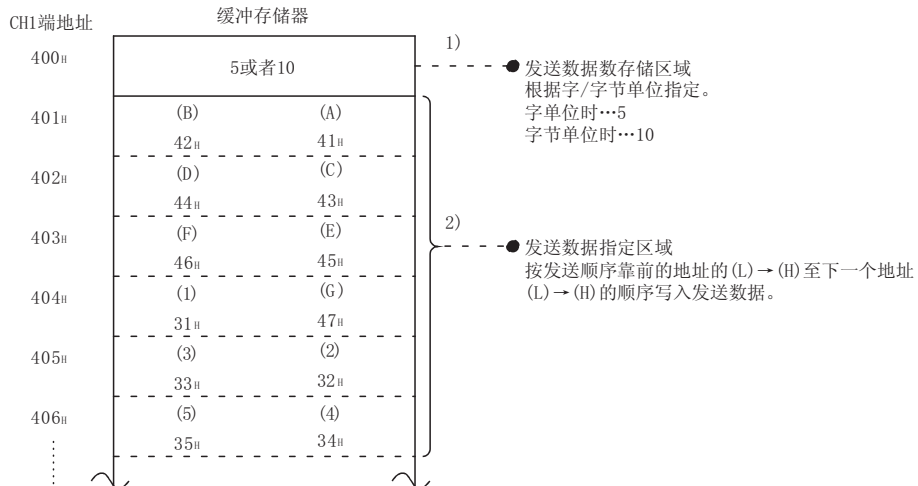 缓冲存储器
CH1端地址
1)
400H
5或者10
发送数据数存储区域
根据字/字节单位指定。
字单位时…5
字节单位时…10
401H
(B) (A)
42H 41H
402H
(D) (C)
44H 43H
403H
(F) (E)
46H 45H
2)
发送数据指定区域
按发送顺序靠前的地址的(L)→(H)至下一个地址
(L)→(H)的顺序写入发送数据。
404H
(1) (G)
31H 47H
405H
(3) (2)
33H 32H
406H
(5) (4)
35H 34H